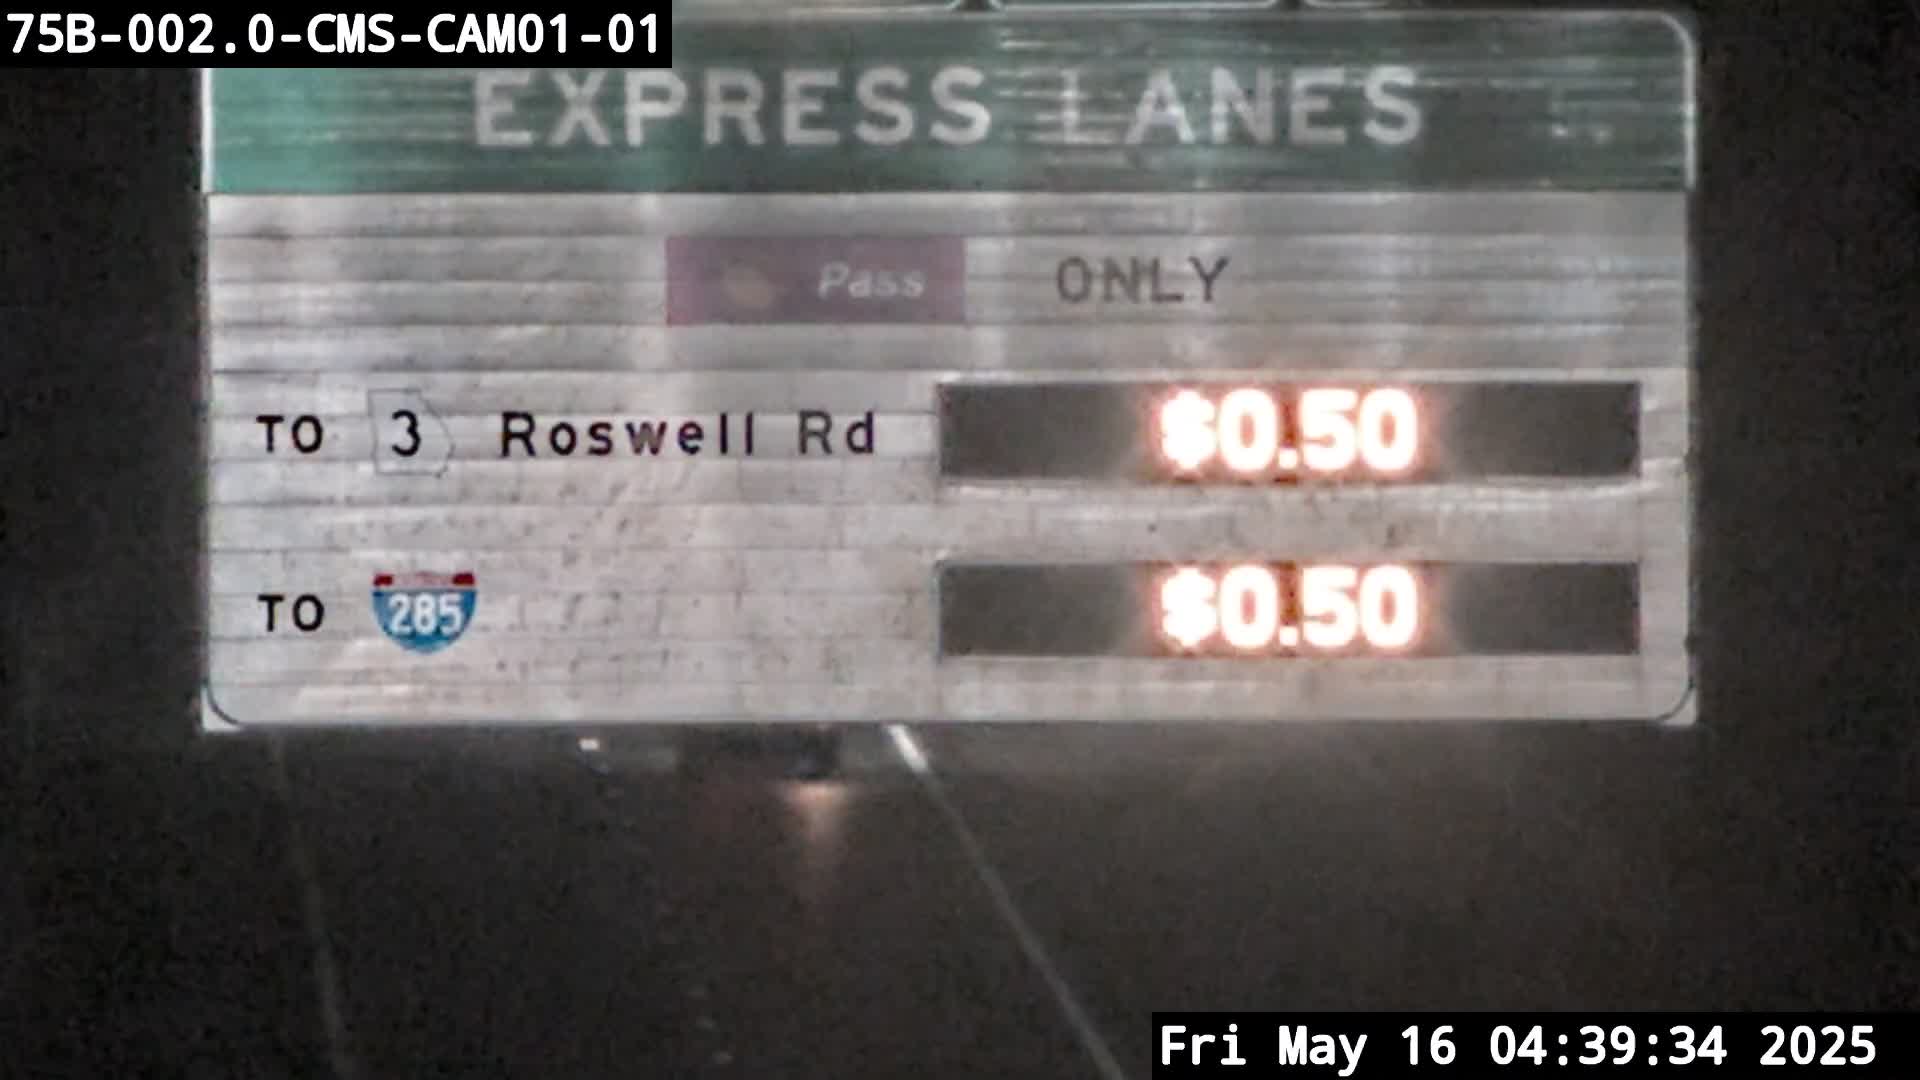 75B-002.0-CMS-CAM01-01
EXPRESS LANES
Pass ONLY
TO 3 Roswell Rd $0.50
TO 285 $0.50
Fri May 16 04:39:34 2025